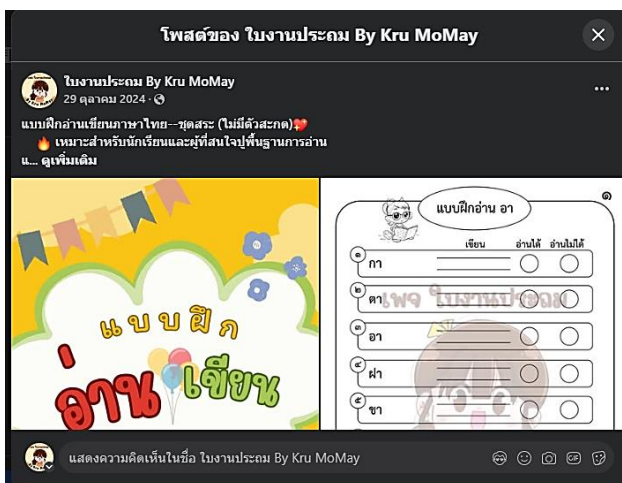 โพสต์ของ ใบงานประถม By Kru MoMay
ใบงานประถม By Kru MoMay
29 ตุลาคม 2024 ·
แบบฝึกอ่านเขียนภาษาไทย--ชุดสระ (ไม่มีตัวสะกด)💖
🔥 เหมาะสำหรับนักเรียนและผู้ที่สนใจปูพื้นฐานการอ่าน
แ... ดูเพิ่มเติม
แบบฝึก
อ่าน เขียน
๑
แบบฝึกอ่าน อา
เขียน อ่านได้ อ่านไม่ได้
๑ กา
๒ ตา
เพจ ใบงานประถม
๓ อา
๔ ฝา
๕ ขา
แสดงความคิดเห็นในชื่อ ใบงานประถม By Kru MoMay
GIF